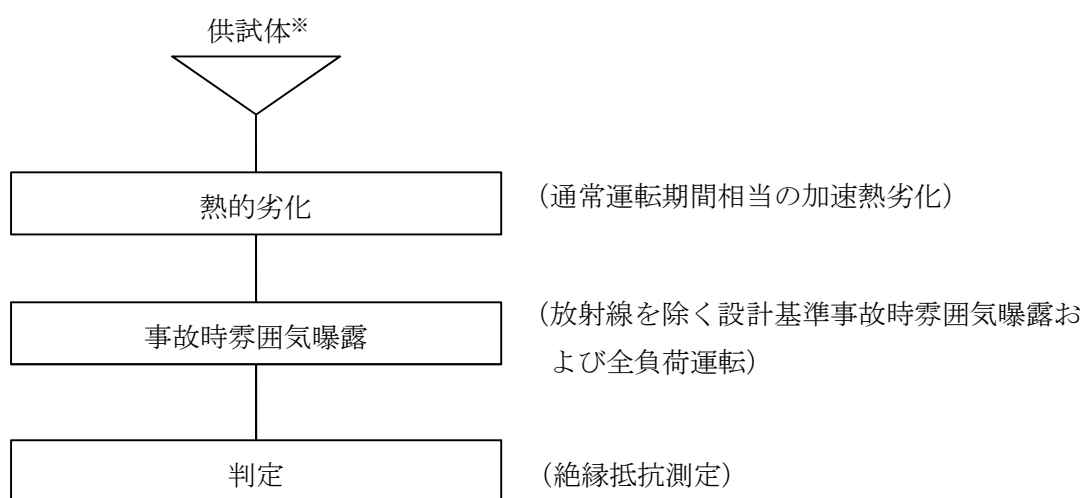 供試体※
熱的劣化
(通常運転期間相当の加速熱劣化)
事故時雰囲気曝露
(放射線を除く設計基準事故時雰囲気曝露お
よび全負荷運転)
判定
(絶縁抵抗測定)